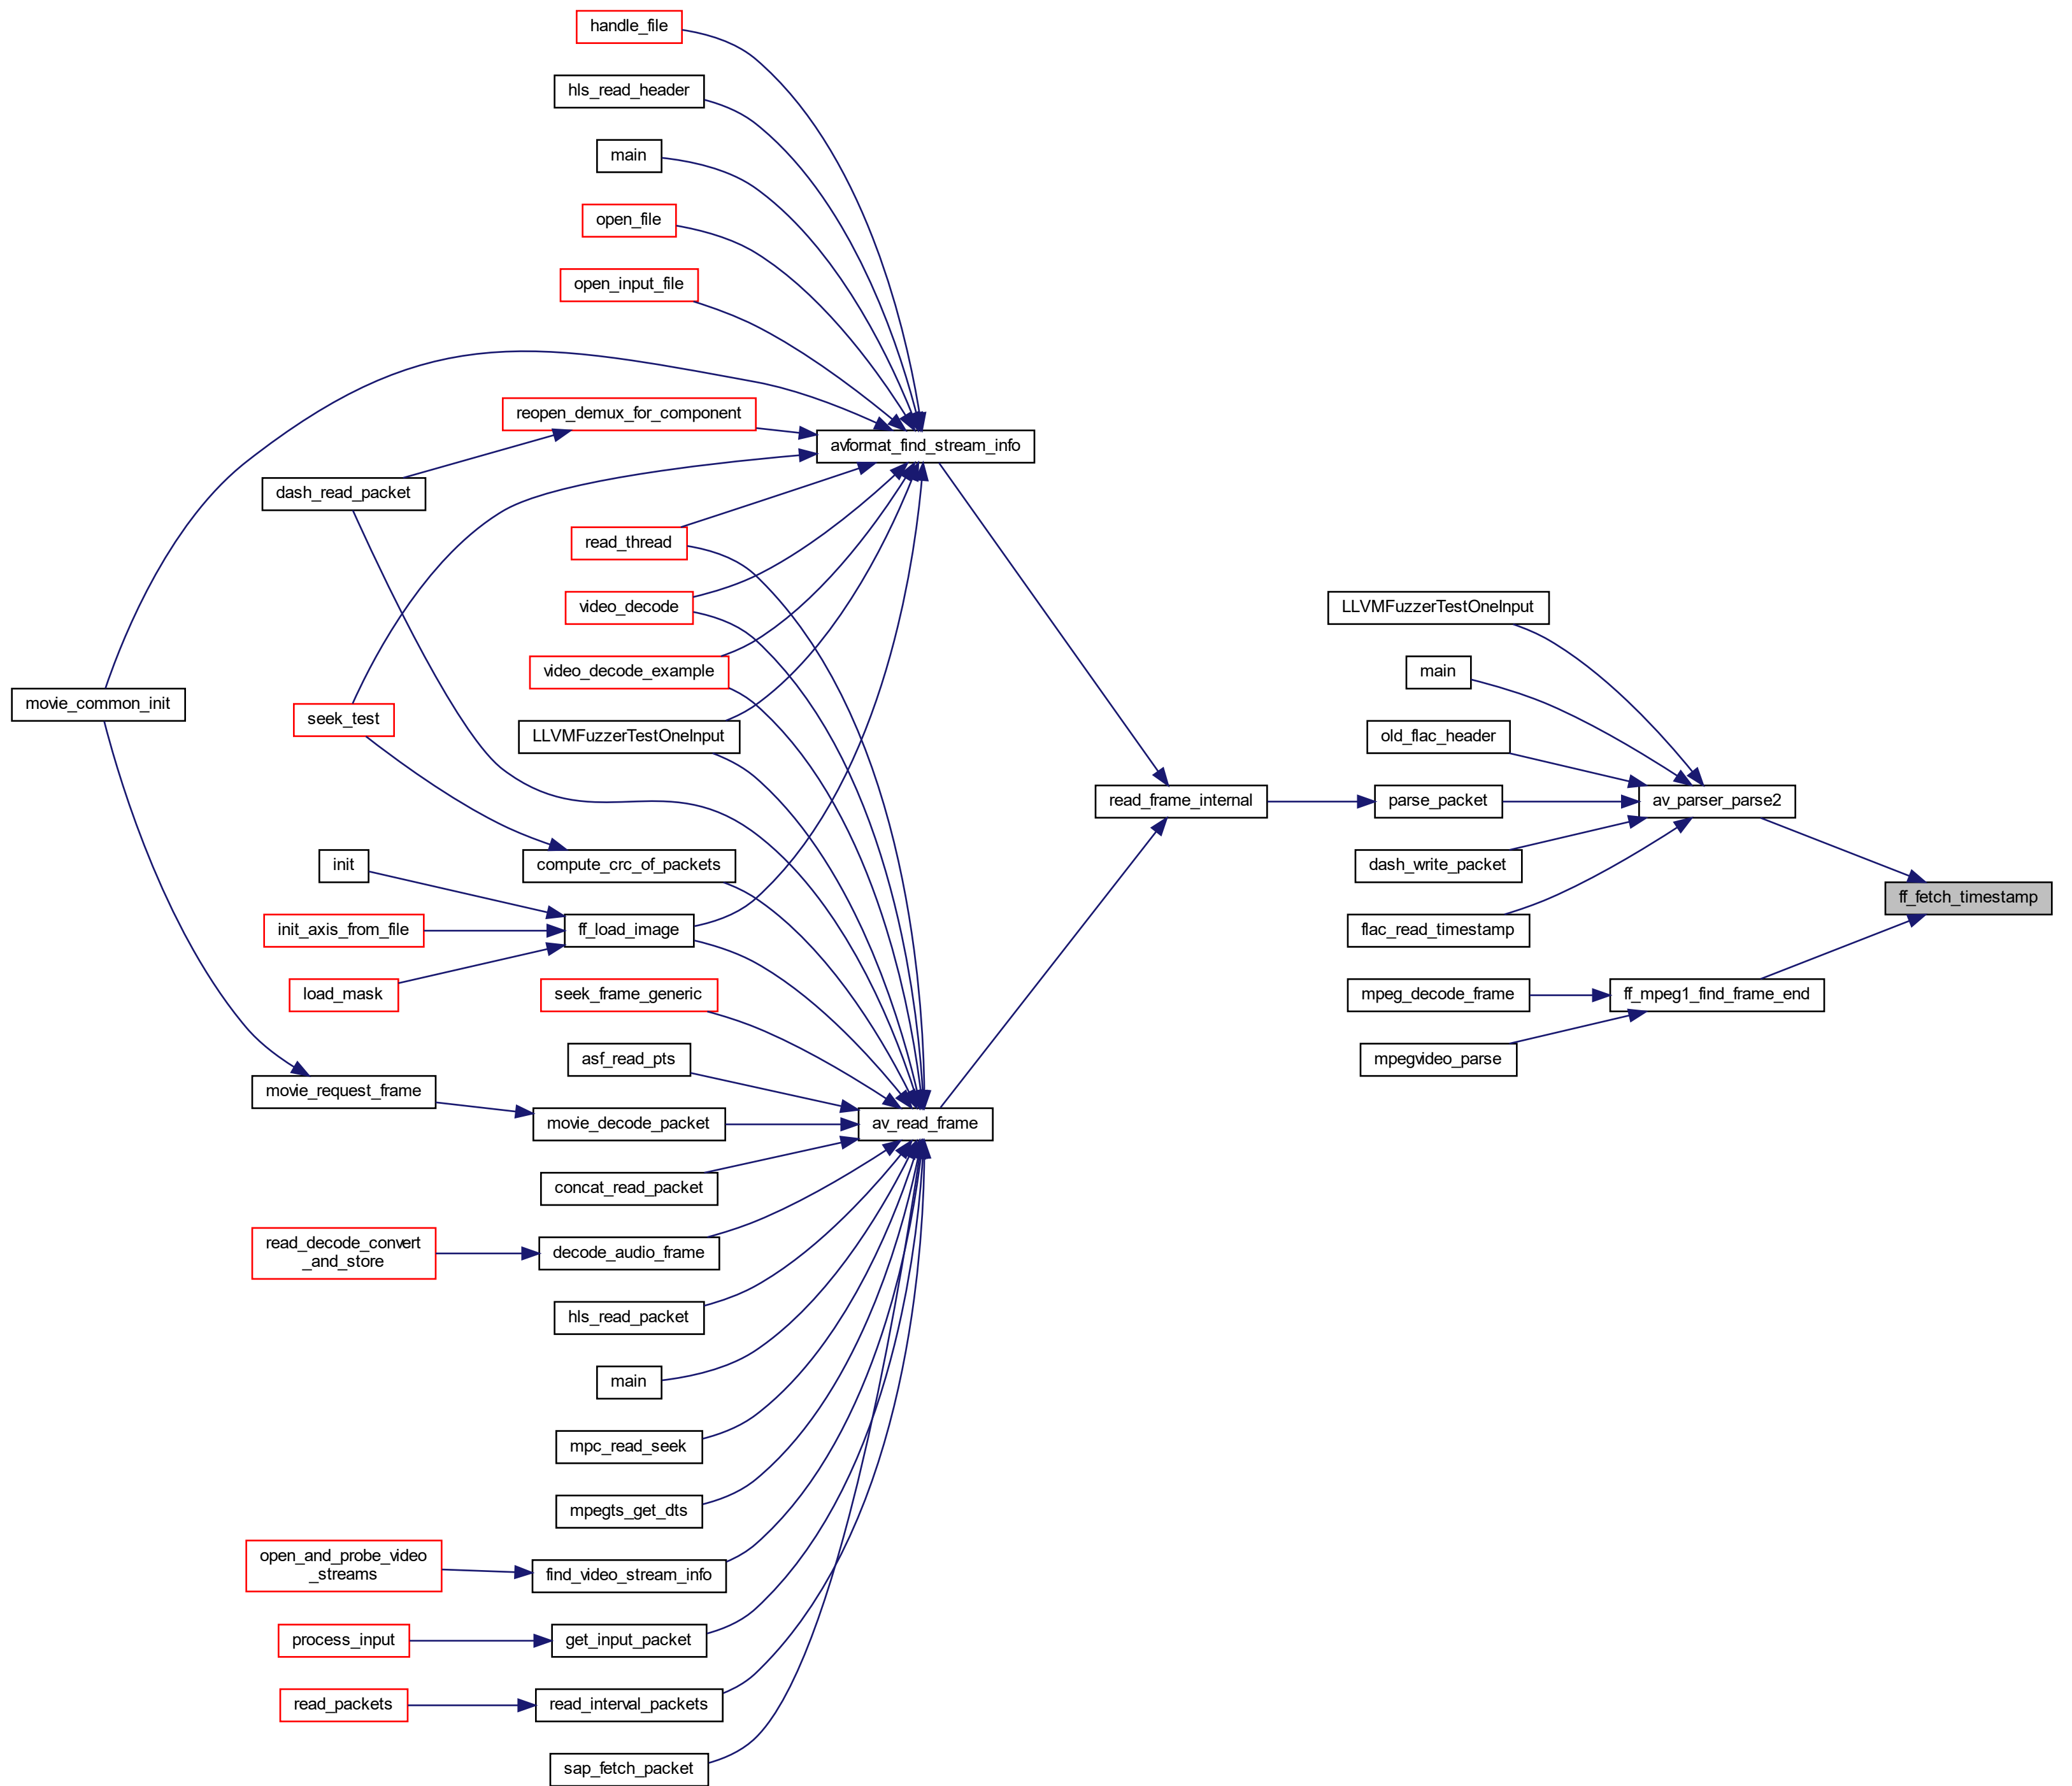 handle_file
hls_read_header
main
open_file
open_input_file
reopen_demux_for_component
avformat_find_stream_info
dash_read_packet
read_thread
video_decode
LLVMFuzzerTestOneInput
video_decode_example
main
movie_common_init
seek_test
LLVMFuzzerTestOneInput
old_flac_header
read_frame_internal
parse_packet
av_parser_parse2
init
compute_crc_of_packets
dash_write_packet
ff_fetch_timestamp
init_axis_from_file
ff_load_image
flac_read_timestamp
load_mask
seek_frame_generic
mpeg_decode_frame
ff_mpeg1_find_frame_end
asf_read_pts
mpegvideo_parse
movie_request_frame
movie_decode_packet
av_read_frame
concat_read_packet
read_decode_convert
_and_store
decode_audio_frame
hls_read_packet
main
mpc_read_seek
mpegts_get_dts
open_and_probe_video
_streams
find_video_stream_info
process_input
get_input_packet
read_packets
read_interval_packets
sap_fetch_packet